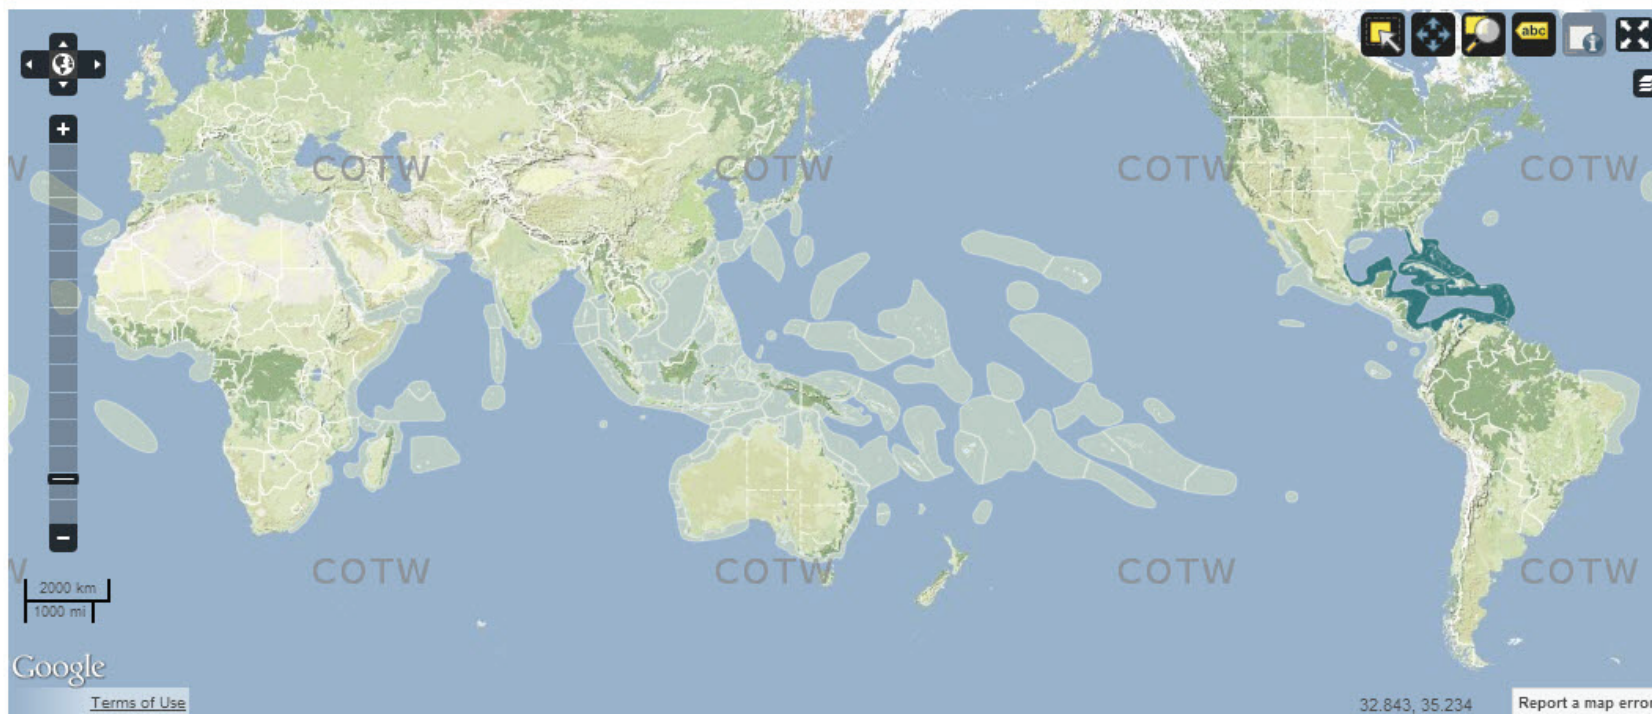 abc
COTW COTW COTW COTW
COTW COTW COTW COTW
2000 km
1000 mi
Google
Terms of Use
32.843, 35.234
Report a map erro